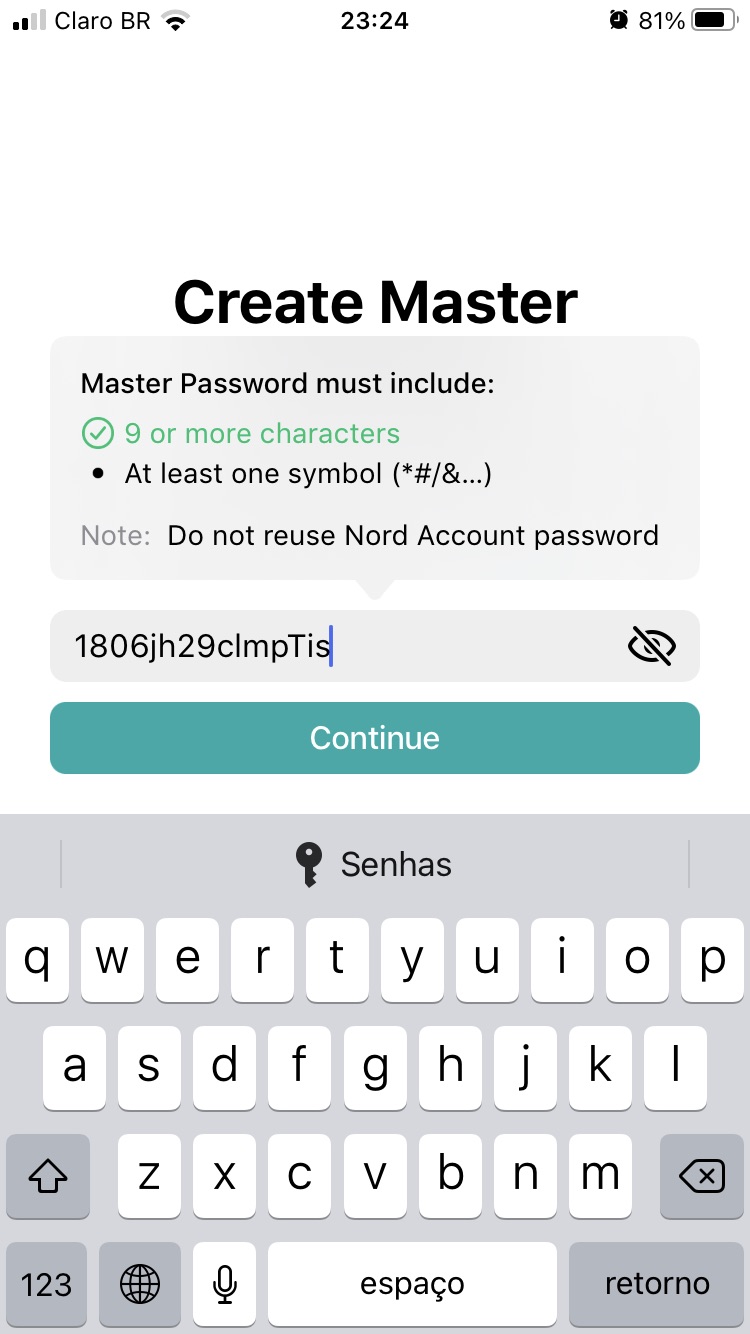 Claro BR 23:24 81%
Create Master
Master Password must include:
9 or more characters
• At least one symbol (*#/&...)
Note: Do not reuse Nord Account password
1806jh29clmpTis
Continue
Senhas
q w e r t y u i o p
a s d f g h j k l
z x c v b n m
123 espaço retorno